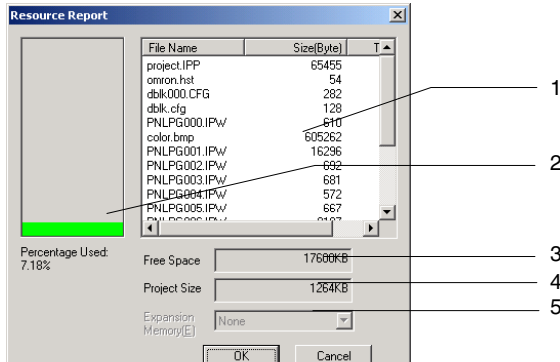 Resource Report
File Name Size(Byte) T
project.IPP 65455
omron.hst 54
dblk000.CFG 282
dblk.cfg 128
PNLPG000.IPW 610
color.bmp 605262
PNLPG001.IPW 16296
PNLPG002.IPW 692
PNLPG003.IPW 681
PNLPG004.IPW 572
PNLPG005.IPW 667
Percentage Used:
7.18%
Free Space 17600KB
Project Size 1264KB
Expansion
Memory(E) None
OK Cancel
1
2
3
4
5